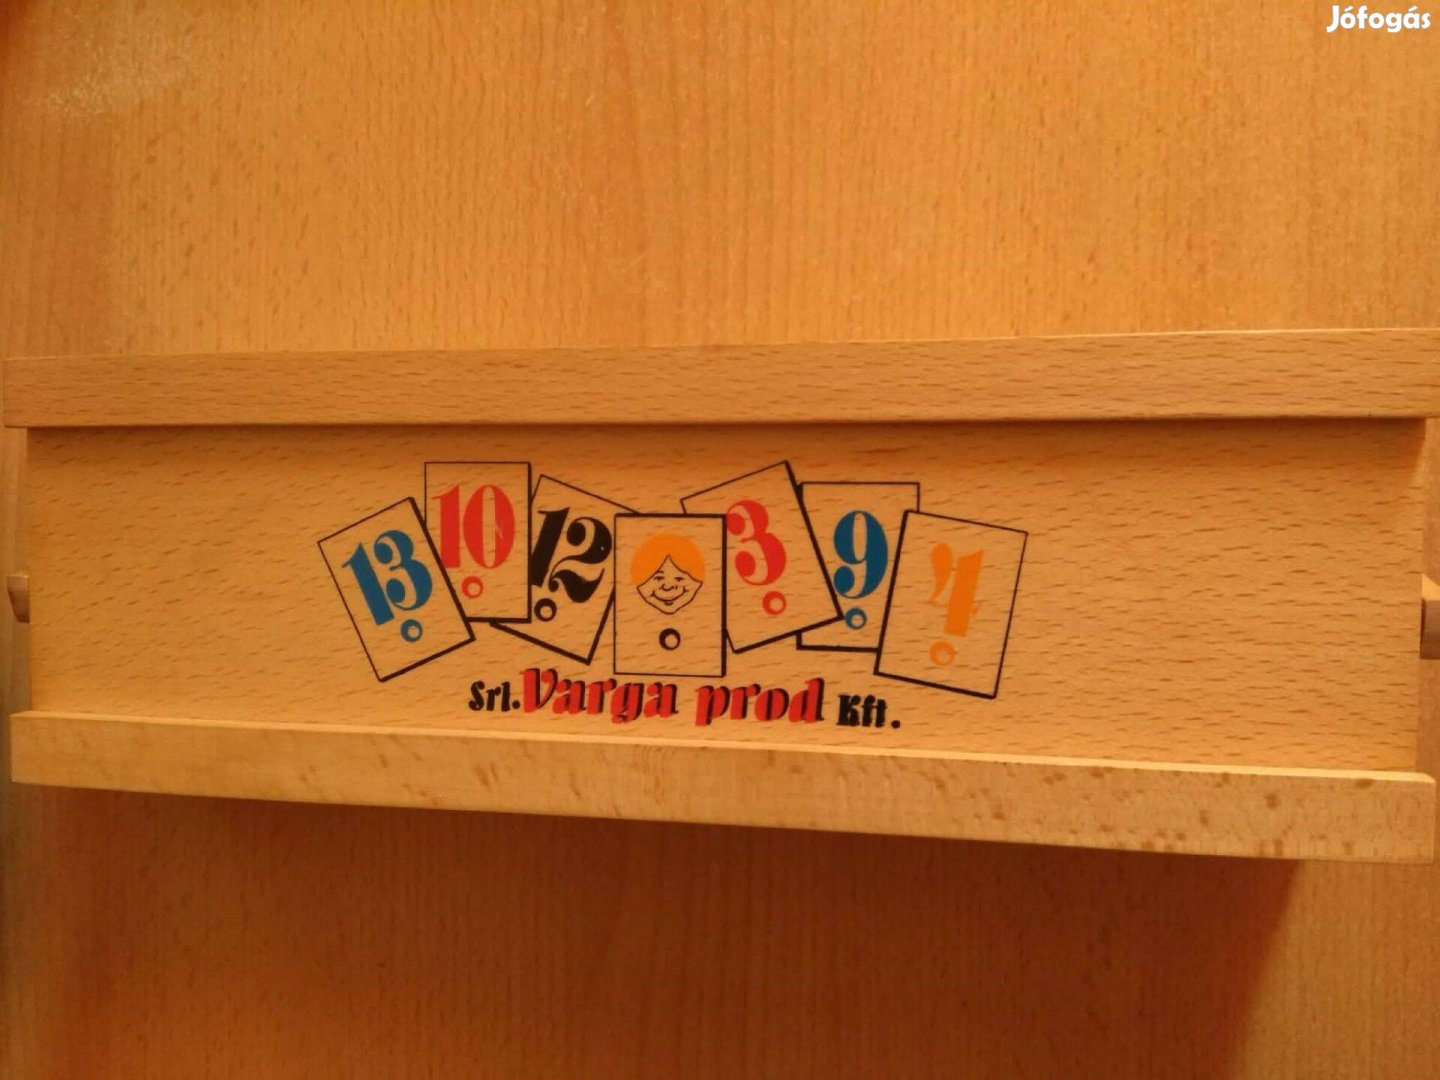 Jófogás
13 10 12 3 9 4
Srl. Varga prod Kft.